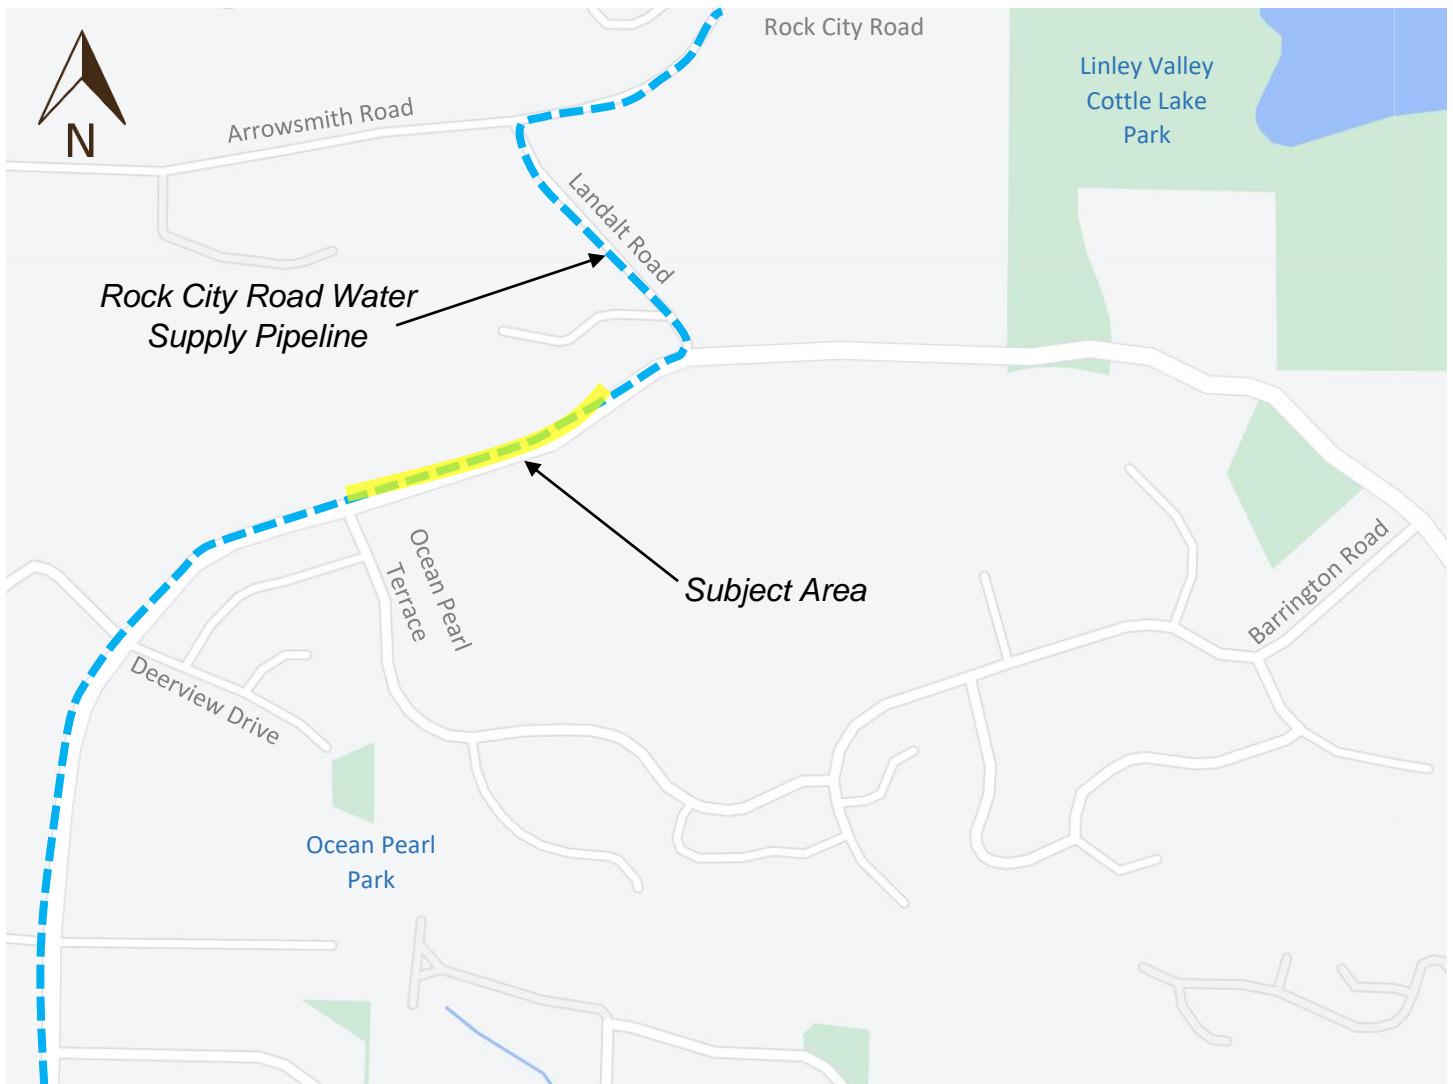 Rock City Road
Linley Valley
Cottle Lake
Park
N
Arrowsmith Road
Landalt Road
Rock City Road Water
Supply Pipeline
Ocean Pearl
Terrace
Subject Area
Barrington Road
Deerview Drive
Ocean Pearl
Park